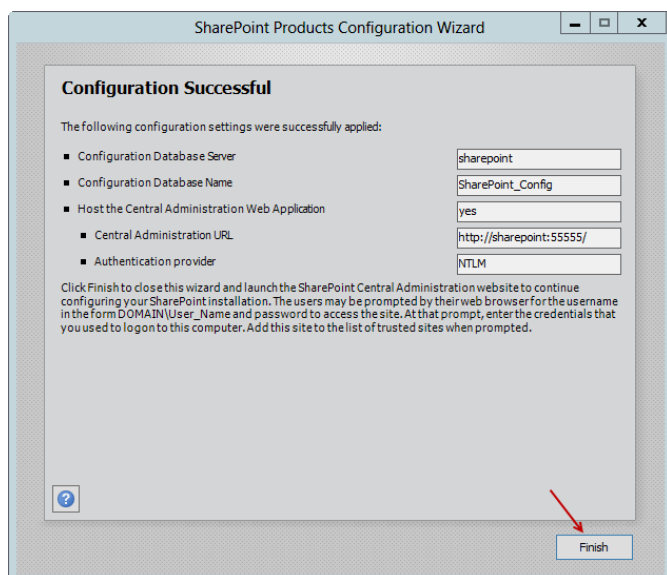 SharePoint Products Configuration Wizard
Configuration Successful
The following configuration settings were successfully applied:
Configuration Database Server sharepoint
Configuration Database Name SharePoint_Config
Host the Central Administration Web Application yes
Central Administration URL http://sharepoint:55555/
Authentication provider NTLM
Click Finish to close this wizard and launch the SharePoint Central Administration website to continue
configuring your SharePoint installation. The users may be prompted by their web browser for the username
in the form DOMAIN\User_Name and password to access the site. At that prompt, enter the credentials that
you used to logon to this computer. Add this site to the list of trusted sites when prompted.
Finish